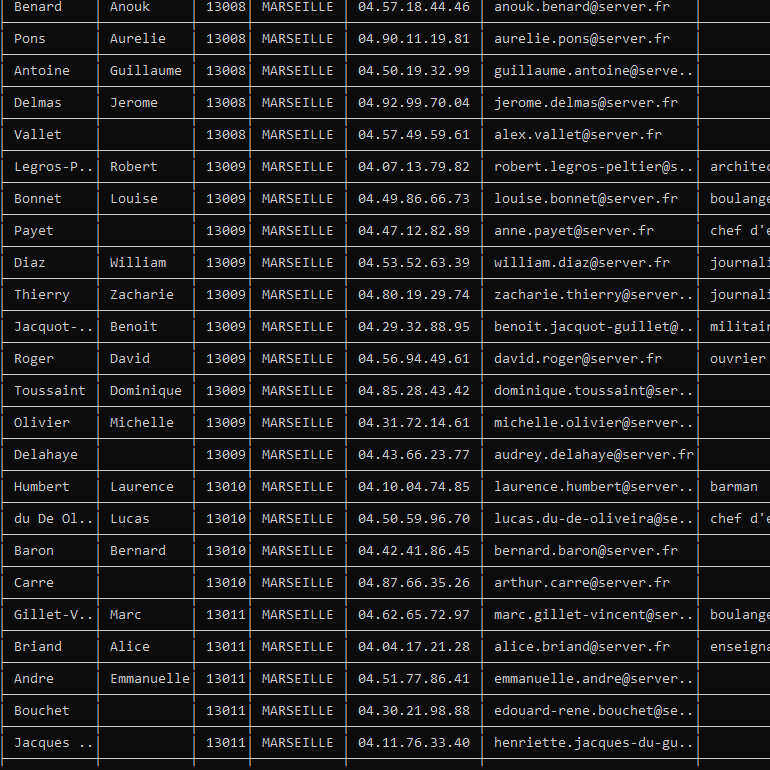 Benard Anouk 13008 MARSEILLE 04.57.18.44.46 anouk.benard@server.fr
Pons Aurelie 13008 MARSEILLE 04.90.11.19.81 aurelie.pons@server.fr
Antoine Guillaume 13008 MARSEILLE 04.50.19.32.99 guillaume.antoine@serve..
Delmas Jerome 13008 MARSEILLE 04.92.99.70.04 jerome.delmas@server.fr
Vallet 13008 MARSEILLE 04.57.49.59.61 alex.vallet@server.fr
Legros-P.. Robert 13009 MARSEILLE 04.07.13.79.82 robert.legros-peltier@s.. architec
Bonnet Louise 13009 MARSEILLE 04.49.86.66.73 louise.bonnet@server.fr boulange
Payet 13009 MARSEILLE 04.47.12.82.89 anne.payet@server.fr chef d'e
Diaz William 13009 MARSEILLE 04.53.52.63.39 william.diaz@server.fr journali
Thierry Zacharie 13009 MARSEILLE 04.80.19.29.74 zacharie.thierry@server.. journali
Jacquot-.. Benoit 13009 MARSEILLE 04.29.32.88.95 benoit.jacquot-guillet@.. militair
Roger David 13009 MARSEILLE 04.56.94.49.61 david.roger@server.fr ouvrier
Toussaint Dominique 13009 MARSEILLE 04.85.28.43.42 dominique.toussaint@ser..
Olivier Michelle 13009 MARSEILLE 04.31.72.14.61 michelle.olivier@server..
Delahaye 13009 MARSEILLE 04.43.66.23.77 audrey.delahaye@server.fr
Humbert Laurence 13010 MARSEILLE 04.10.04.74.85 laurence.humbert@server.. barman
du De Ol.. Lucas 13010 MARSEILLE 04.50.59.96.70 lucas.du-de-oliveira@se.. chef d'e
Baron Bernard 13010 MARSEILLE 04.42.41.86.45 bernard.baron@server.fr
Carre 13010 MARSEILLE 04.87.66.35.26 arthur.carre@server.fr
Gillet-V.. Marc 13011 MARSEILLE 04.62.65.72.97 marc.gillet-vincent@ser.. boulange
Briand Alice 13011 MARSEILLE 04.04.17.21.28 alice.briand@server.fr enseigna
Andre Emmanuelle 13011 MARSEILLE 04.51.77.86.41 emmanuelle.andre@server..
Bouchet 13011 MARSEILLE 04.30.21.98.88 edouard-rene.bouchet@se..
Jacques .. 13011 MARSEILLE 04.11.76.33.40 henriette.jacques-du-gu..